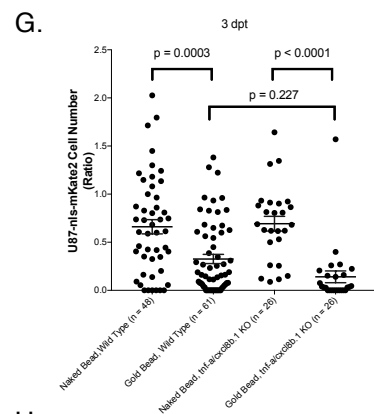 G.
3 dpt
p = 0.0003
p < 0.0001
p = 0.227
U87-nls-mKate2 Cell Number
(Ratio)
2.5
2.0
1.5
1.0
0.5
0.0
Naked Bead,Wild Type (n = 48)
Gold Bead, Wild Type (n = 61)
Naked Bead, tnf-a/cxcl8b.1 KO (n = 26)
Gold Bead, tnf-a/cxcl8b.1 KO (n = 26)